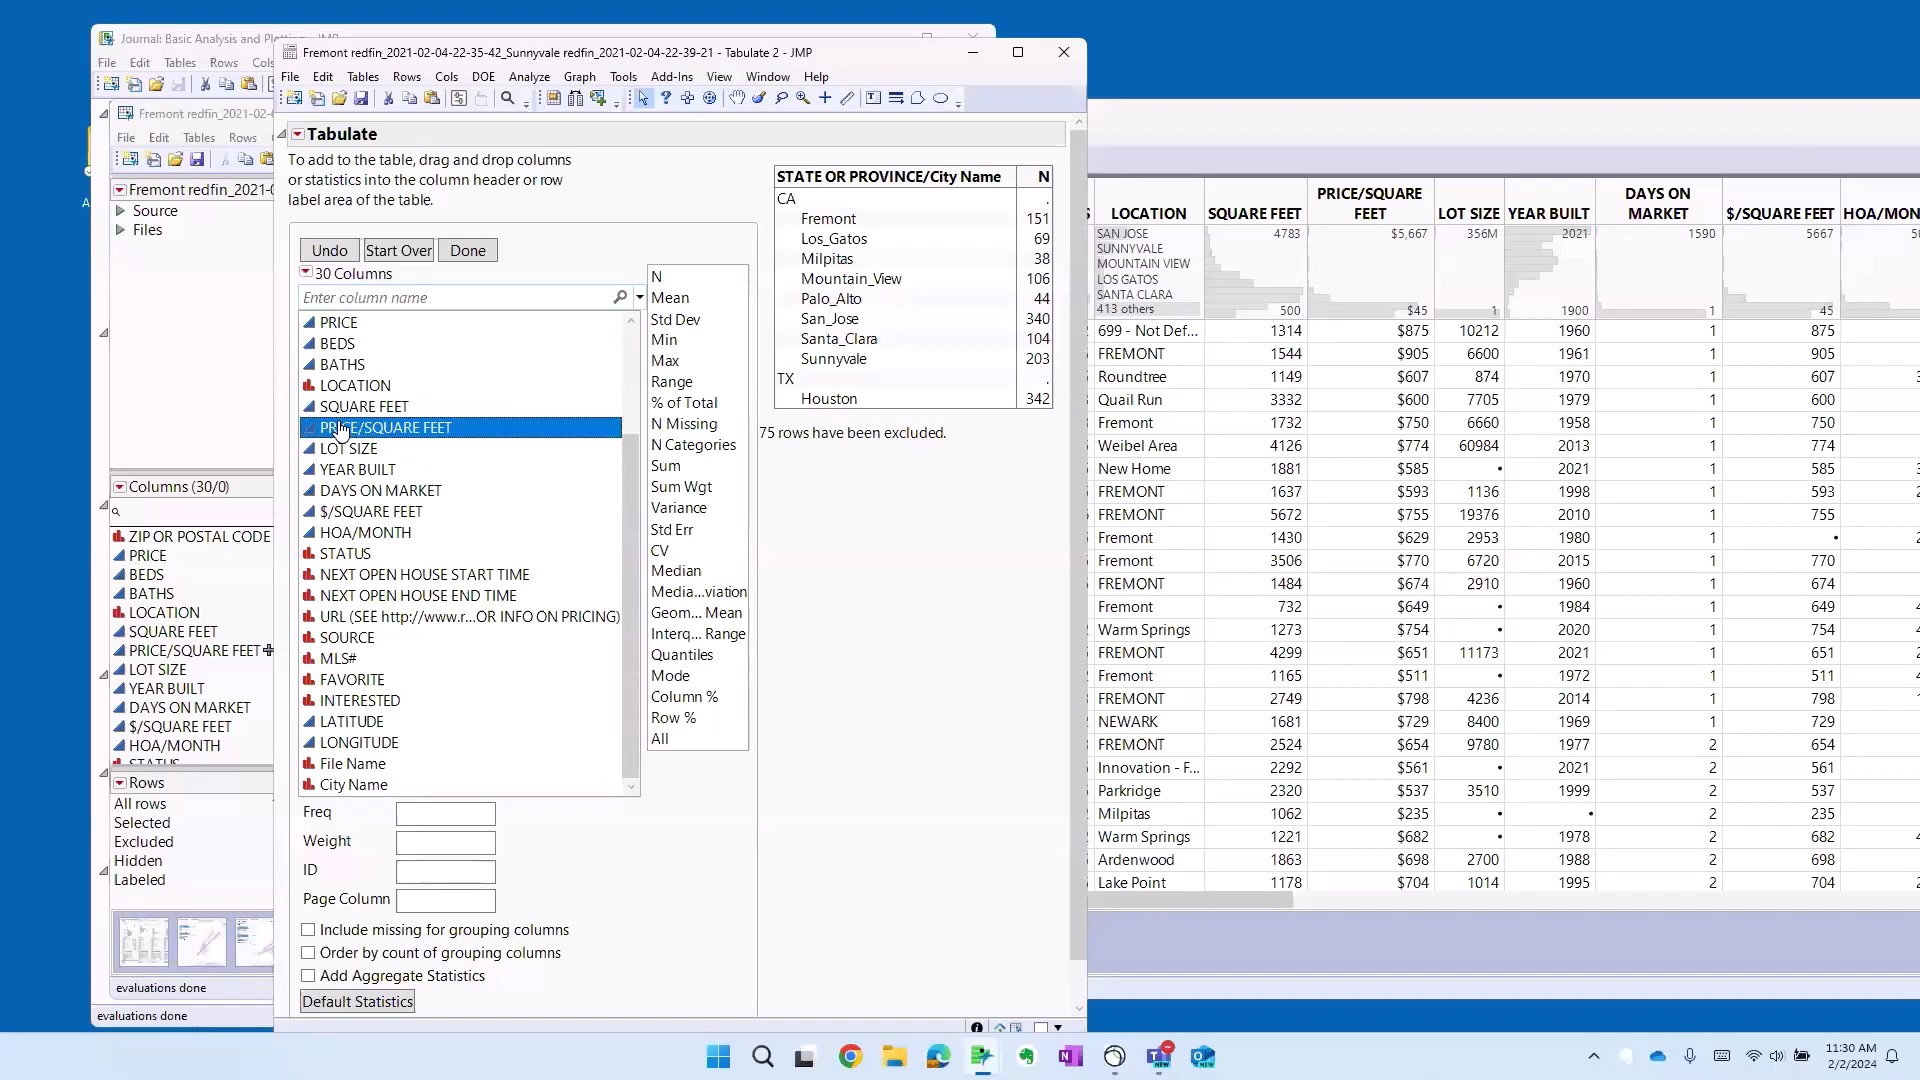 Journal: Basic Analysis and Plotting - JMP
File Edit Tables Rows Cols
Fremont redfin_2021-02-
File Edit Tables Rows
Fremont redfin_2021-0
Source
Files
Columns (30/0)
ZIP OR POSTAL CODE
PRICE
BEDS
BATHS
LOCATION
SQUARE FEET
PRICE/SQUARE FEET
LOT SIZE
YEAR BUILT
DAYS ON MARKET
$/SQUARE FEET
HOA/MONTH
STATUS
Rows
All rows
Selected
Excluded
Hidden
Labeled
evaluations done
evaluations done
Fremont redfin_2021-02-04-22-35-42_Sunnyvale redfin_2021-02-04-22-39-21 - Tabulate 2 - JMP
File Edit Tables Rows Cols DOE Analyze Graph Tools Add-Ins View Window Help
Tabulate
To add to the table, drag and drop columns
or statistics into the column header or row
label area of the table.
Undo Start Over Done
30 Columns
Enter column name
PRICE
BEDS
BATHS
LOCATION
SQUARE FEET
PRICE/SQUARE FEET
LOT SIZE
YEAR BUILT
DAYS ON MARKET
$/SQUARE FEET
HOA/MONTH
STATUS
NEXT OPEN HOUSE START TIME
NEXT OPEN HOUSE END TIME
URL (SEE http://www.r...OR INFO ON PRICING)
SOURCE
MLS#
FAVORITE
INTERESTED
LATITUDE
LONGITUDE
File Name
City Name
N
Mean
Std Dev
Min
Max
Range
% of Total
N Missing
N Categories
Sum
Sum Wgt
Variance
Std Err
CV
Median
Media...viation
Geom... Mean
Interq... Range
Quantiles
Mode
Column %
Row %
All
Freq
Weight
ID
Page Column
Include missing for grouping columns
Order by count of grouping columns
Add Aggregate Statistics
Default Statistics
STATE OR PROVINCE/City Name N
CA .
Fremont 151
Los_Gatos 69
Milpitas 38
Mountain_View 106
Palo_Alto 44
San_Jose 340
Santa_Clara 104
Sunnyvale 203
TX .
Houston 342
75 rows have been excluded.
LOCATION SQUARE FEET PRICE/SQUARE FEET LOT SIZE YEAR BUILT DAYS ON MARKET $/SQUARE FEET HOA/MON
SAN JOSE 4783 $5,667 356M 2021 1590 5667
SUNNYVALE
MOUNTAIN VIEW
LOS GATOS
SANTA CLARA
413 others 500 $45 1 1900 1 45
699 - Not Def... 1314 $875 10212 1960 1 875
FREMONT 1544 $905 6600 1961 1 905
Roundtree 1149 $607 874 1970 1 607
Quail Run 3332 $600 7705 1979 1 600
Fremont 1732 $750 6660 1958 1 750
Weibel Area 4126 $774 60984 2013 1 774
New Home 1881 $585 • 2021 1 585
FREMONT 1637 $593 1136 1998 1 593
FREMONT 5672 $755 19376 2010 1 755
Fremont 1430 $629 2953 1980 1 •
Fremont 3506 $770 6720 2015 1 770
FREMONT 1484 $674 2910 1960 1 674
Fremont 732 $649 • 1984 1 649
Warm Springs 1273 $754 • 2020 1 754
FREMONT 4299 $651 11173 2021 1 651
Fremont 1165 $511 • 1972 1 511
FREMONT 2749 $798 4236 2014 1 798
NEWARK 1681 $729 8400 1969 1 729
FREMONT 2524 $654 9780 1977 2 654
Innovation - F... 2292 $561 • 2021 2 561
Parkridge 2320 $537 3510 1999 2 537
Milpitas 1062 $235 • • 2 235
Warm Springs 1221 $682 • 1978 2 682
Ardenwood 1863 $698 2700 1988 2 698
Lake Point 1178 $704 1014 1995 2 704
11:30 AM
2/2/2024